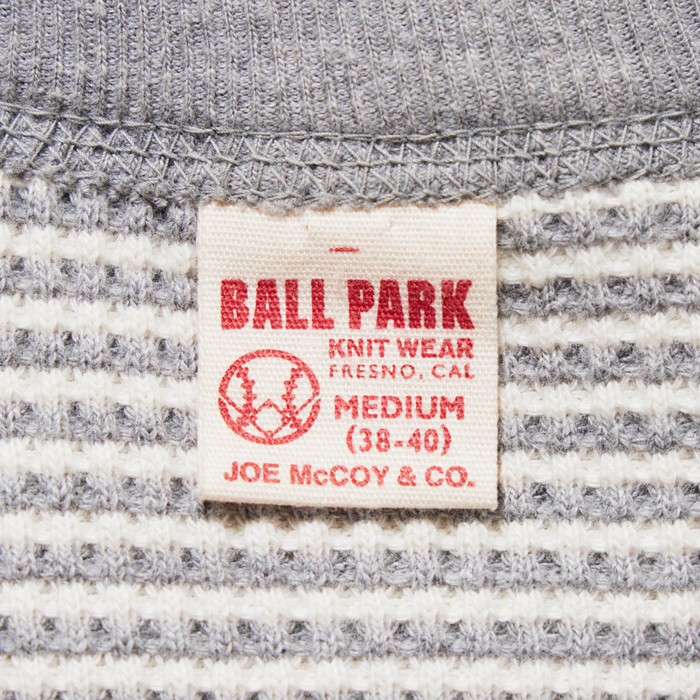 BALL PARK
KNIT WEAR
FRESNO, CAL
MEDIUM
(38-40)
JOE McCOY & CO.